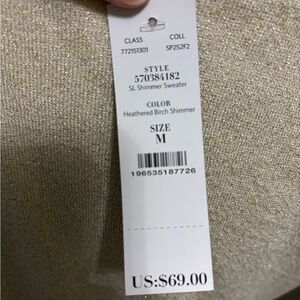 CLASS COLL
772151301 SP252F2
STYLE
570384182
SL Shimmer Sweater
COLOR
Heathered Birch Shimmer
SIZE
M
196535187726
US:$69.00